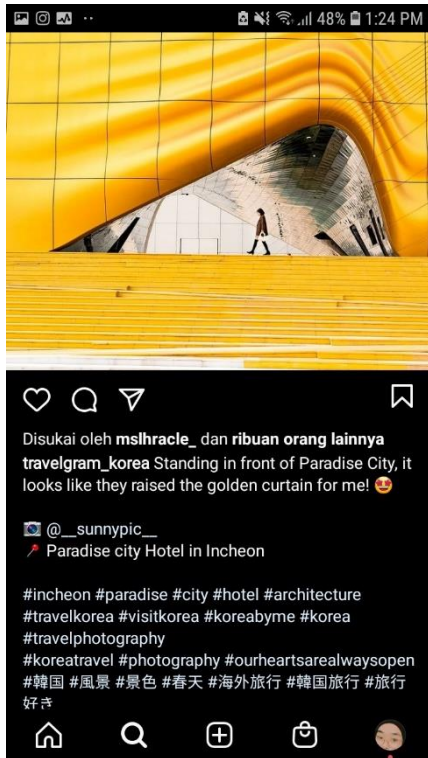 48% 1:24 PM
Disukai oleh mslhracle_ dan ribuan orang lainnya
travelgram_korea Standing in front of Paradise City, it
looks like they raised the golden curtain for me! 🤩
📷 @__sunnypic__
📍 Paradise city Hotel in Incheon
#incheon #paradise #city #hotel #architecture
#travelkorea #visitkorea #koreabyme #korea
#travelphotography
#koreatravel #photography #ourheartsarealwaysopen
#韓国 #風景 #景色 #春天 #海外旅行 #韓国旅行 #旅行
好き